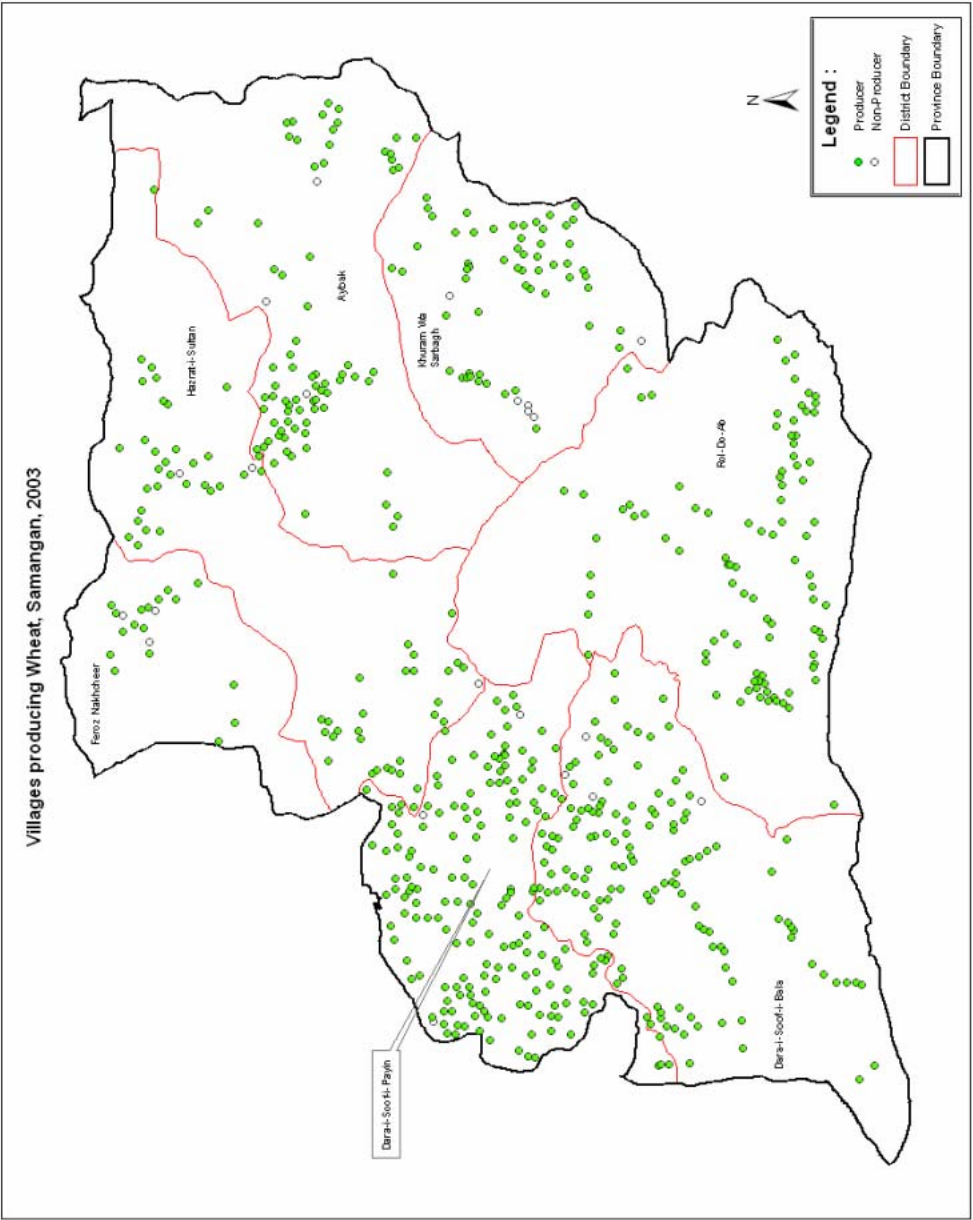 Villages producing Wheat, Samangan, 2003
Feroz Nakhcheer
Hazrat-i-Sultan
Aybak
Khuram Wa
Sarbagh
Rol-Do-Ab
Dara-i-Soof-i-Payin
Dara-i-Soof-i-Bala
N
Legend :
Producer
Non-Producer
District Boundary
Province Boundary